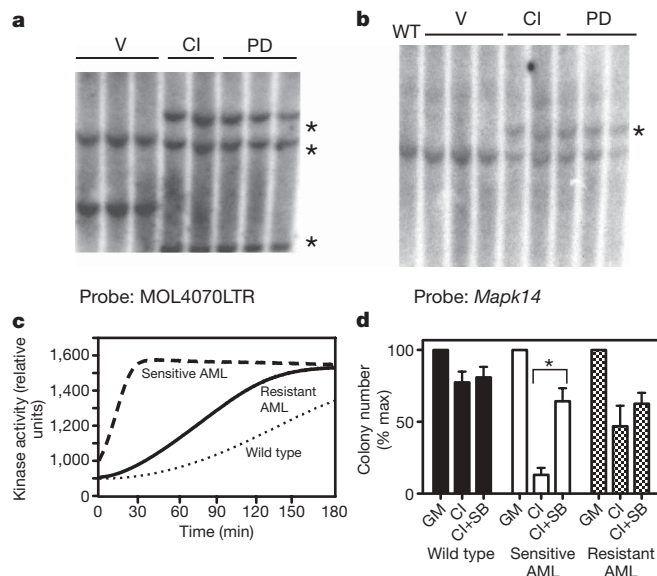 a
V CI PD
*
*
*
Probe: MOL4070LTR
b
WT V CI PD
*
Probe: Mapk14
c
Kinase activity (relative
units)
1,600
1,400
1,200
1,000
0
Sensitive AML
Resistant
AML
Wild type
0 30 60 90 120 150 180
Time (min)
d
Colony number
(% max)
100
50
0
*
GM CI CI+SB GM CI CI+SB GM CI CI+SB
Wild type Sensitive Resistant
AML AML